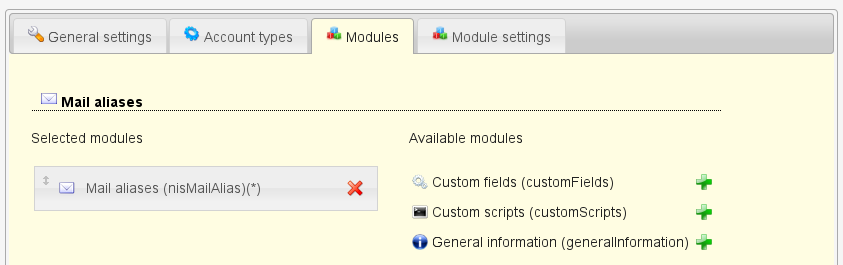 General settings
Account types
Modules
Module settings
Mail aliases
Selected modules
Available modules
Mail aliases (nisMailAlias)(*)
Custom fields (customFields)
Custom scripts (customScripts)
General information (generalInformation)